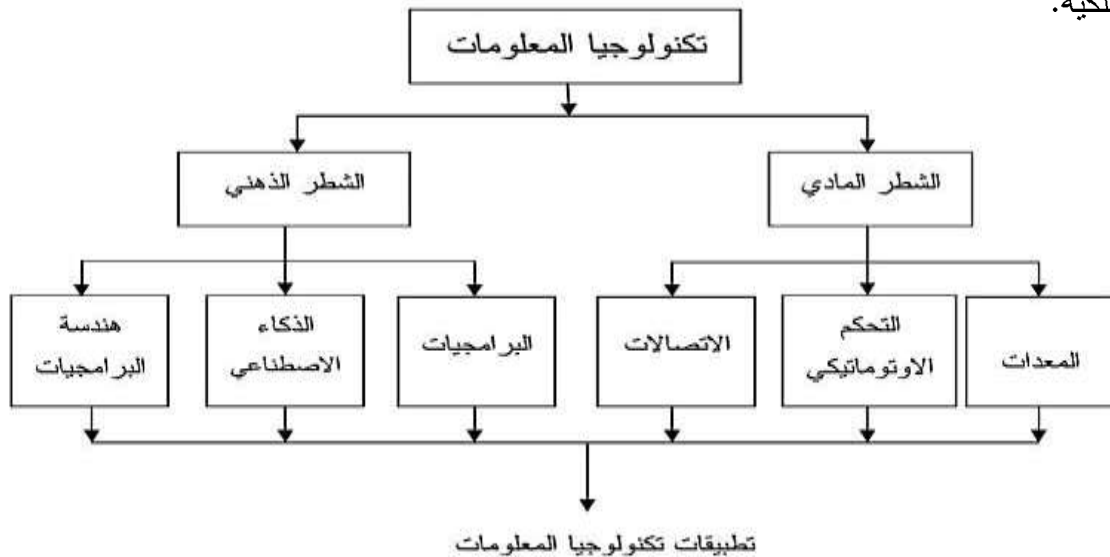 تكنولوجيا المعلومات
الشطر المادي
الشطر الذهني
المعدات
التحكم
الاوتوماتيكي
الاتصالات
البرامجيات
الذكاء
الاصطناعي
هندسة
البرامجيات
تطبيقات تكنولوجيا المعلومات